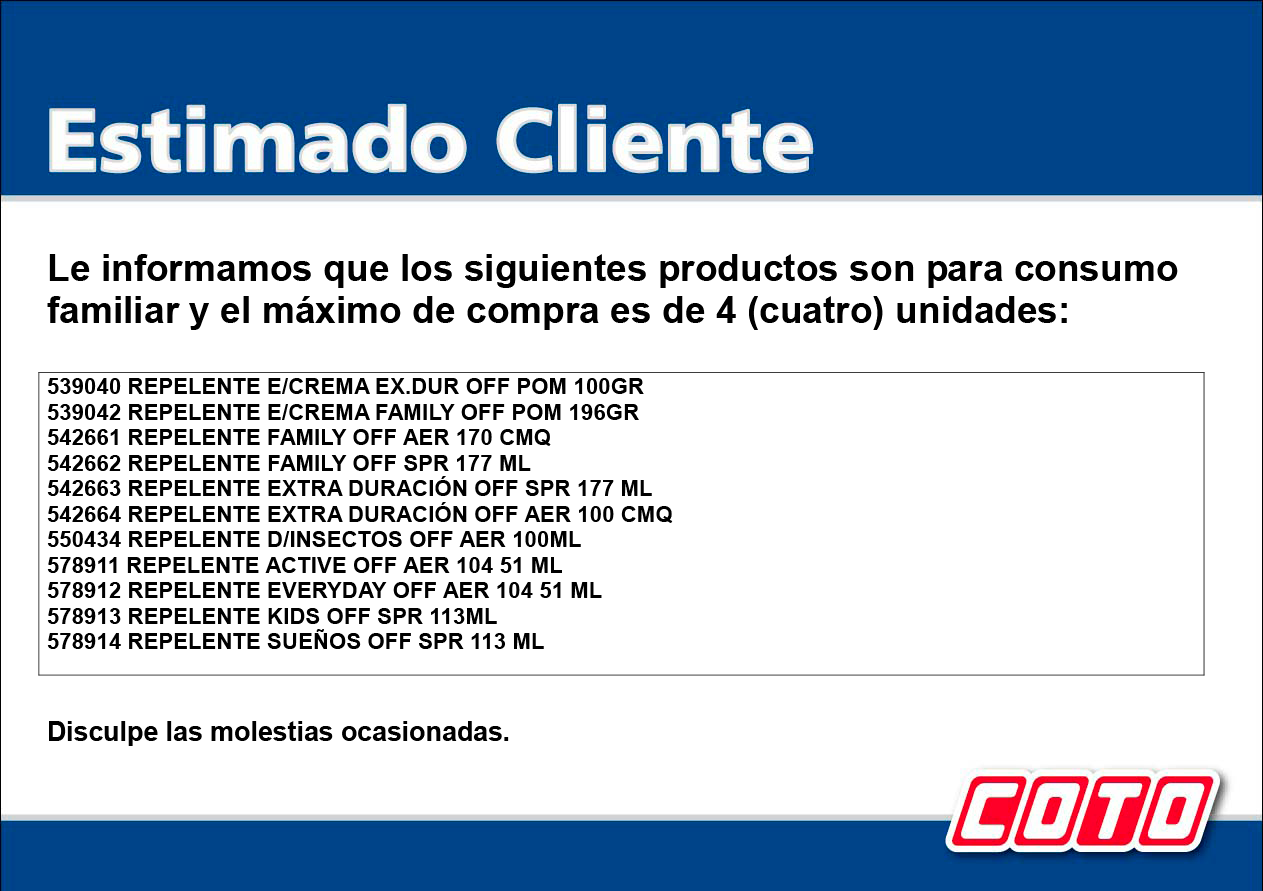 Estimado Cliente
Le informamos que los siguientes productos son para consumo
familiar y el máximo de compra es de 4 (cuatro) unidades:
539040 REPELENTE E/CREMA EX.DUR OFF POM 100GR
539042 REPELENTE E/CREMA FAMILY OFF POM 196GR
542661 REPELENTE FAMILY OFF AER 170 CMQ
542662 REPELENTE FAMILY OFF SPR 177 ML
542663 REPELENTE EXTRA DURACIÓN OFF SPR 177 ML
542664 REPELENTE EXTRA DURACIÓN OFF AER 100 CMQ
550434 REPELENTE D/INSECTOS OFF AER 100ML
578911 REPELENTE ACTIVE OFF AER 104 51 ML
578912 REPELENTE EVERYDAY OFF AER 104 51 ML
578913 REPELENTE KIDS OFF SPR 113ML
578914 REPELENTE SUEÑOS OFF SPR 113 ML
Disculpe las molestias ocasionadas.
COTO